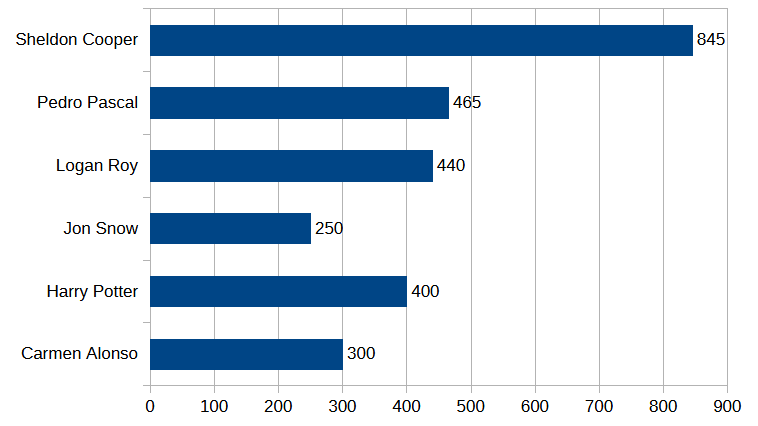 Sheldon Cooper 845
Pedro Pascal 465
Logan Roy 440
Jon Snow 250
Harry Potter 400
Carmen Alonso 300
0 100 200 300 400 500 600 700 800 900